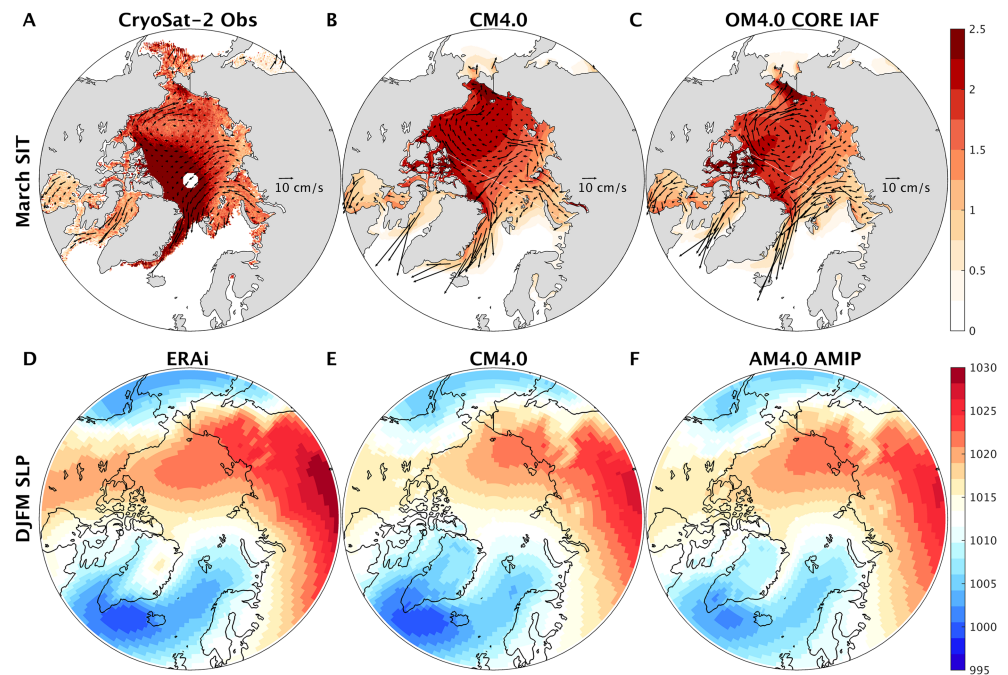 A CryoSat-2 Obs
B CM4.0
C OM4.0 CORE IAF
March SIT
10 cm/s
10 cm/s
10 cm/s
2.5
2
1.5
1
0.5
0
D ERAi
E CM4.0
F AM4.0 AMIP
DJFM SLP
1030
1025
1020
1015
1010
1005
1000
995